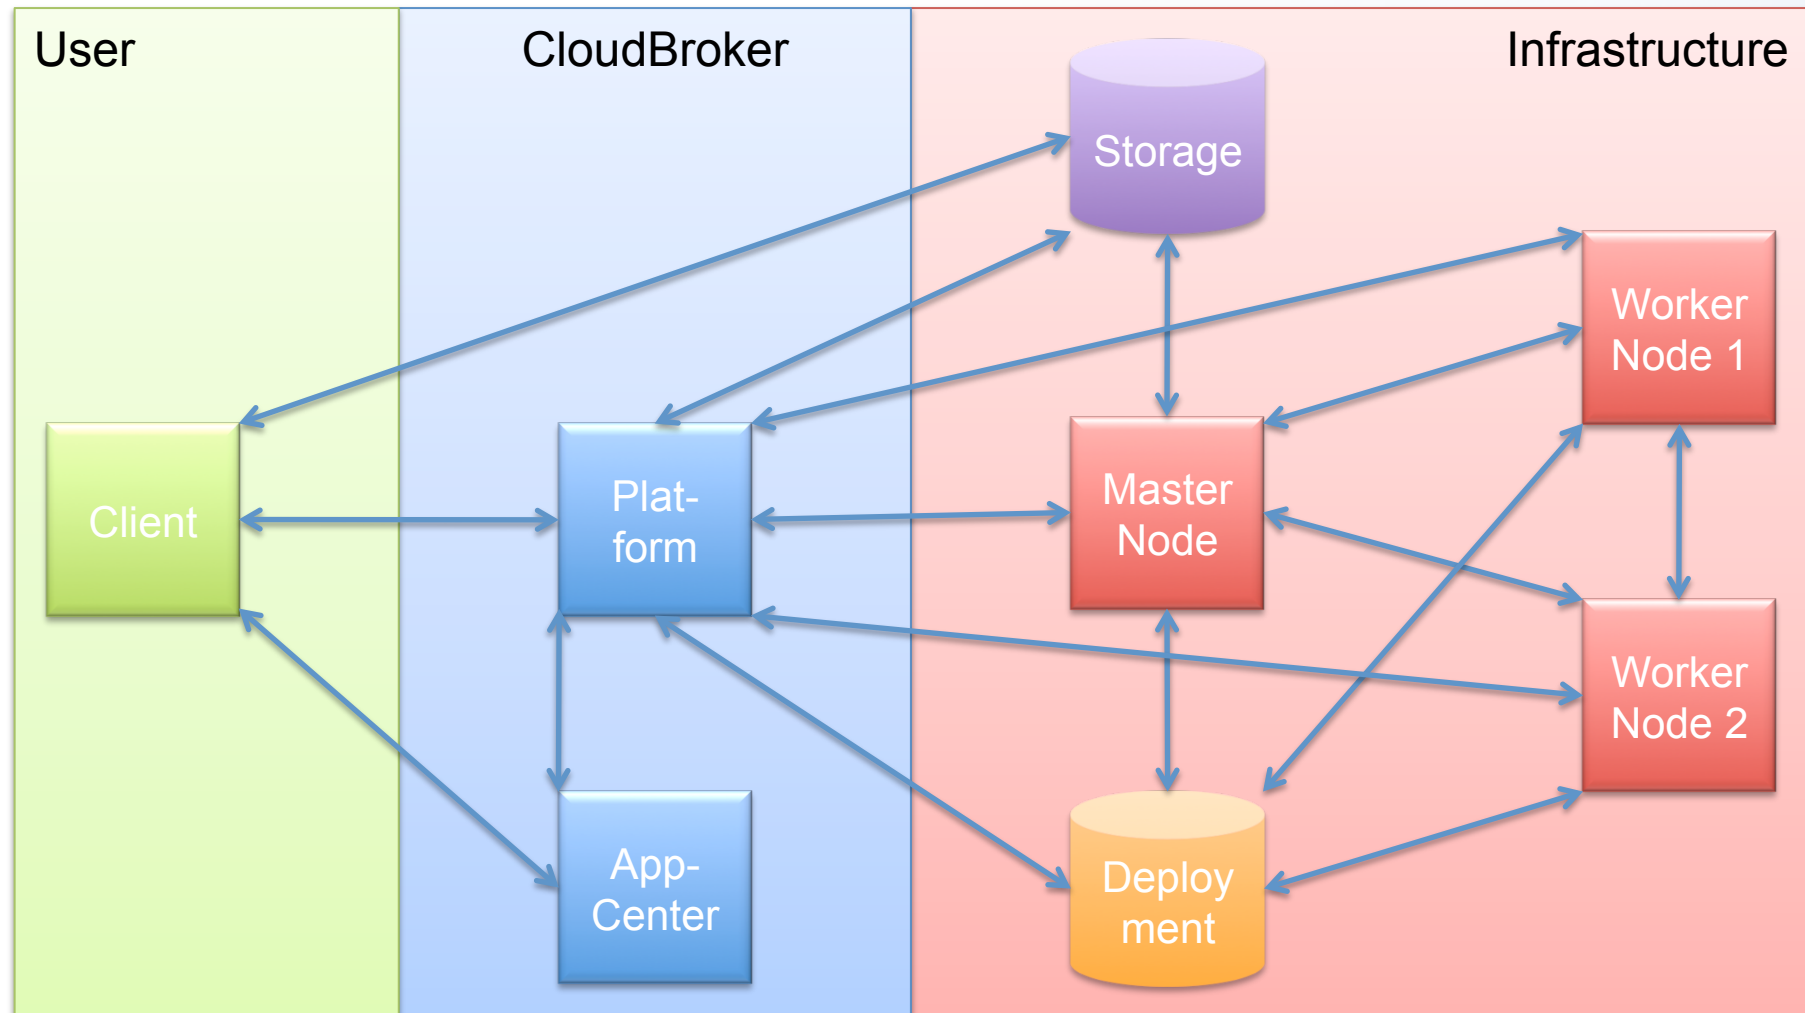 User
CloudBroker
Infrastructure
Storage
Worker
Node 1
Client
Plat-
form
Master
Node
Worker
Node 2
App-
Center
Deploy
ment